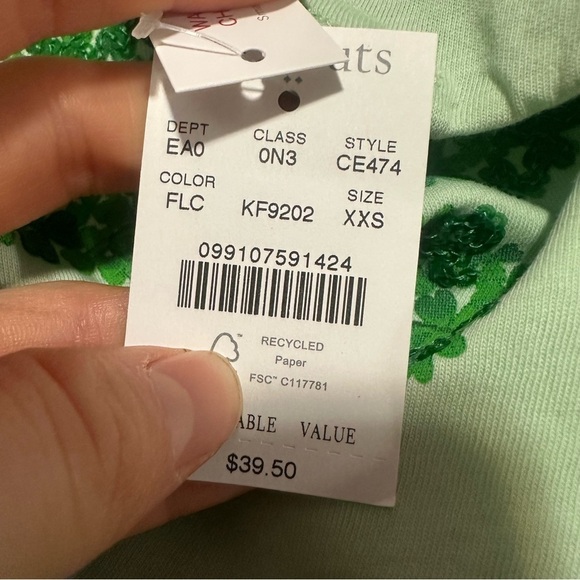 uts
DEPT CLASS STYLE
EA0 0N3 CE474
COLOR SIZE
FLC KF9202 XXS
099107591424
RECYCLED
Paper
FSC™ C117781
ABLE VALUE
$39.50